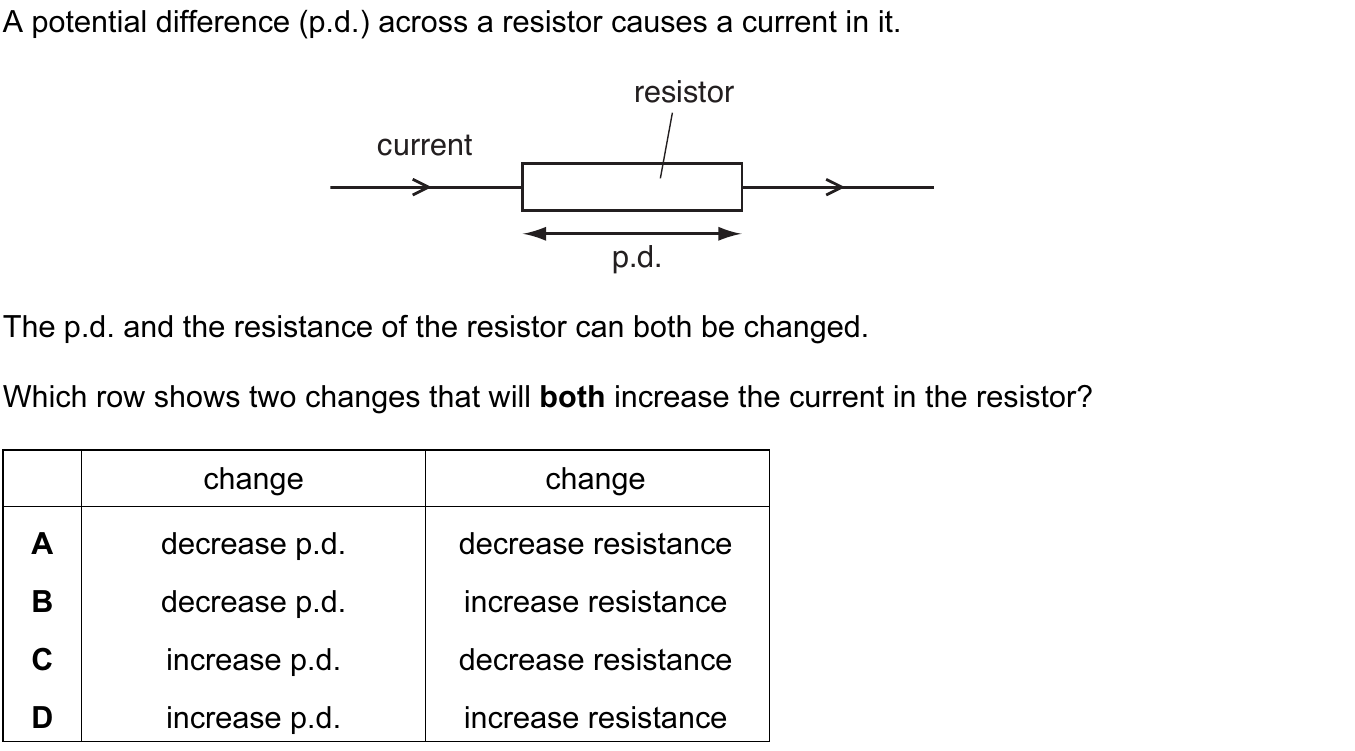 A potential difference (p.d.) across a resistor causes a current in it.
resistor
current
p.d.
The p.d. and the resistance of the resistor can both be changed.
Which row shows two changes that will both increase the current in the resistor?
change change
A decrease p.d. decrease resistance
B decrease p.d. increase resistance
C increase p.d. decrease resistance
D increase p.d. increase resistance